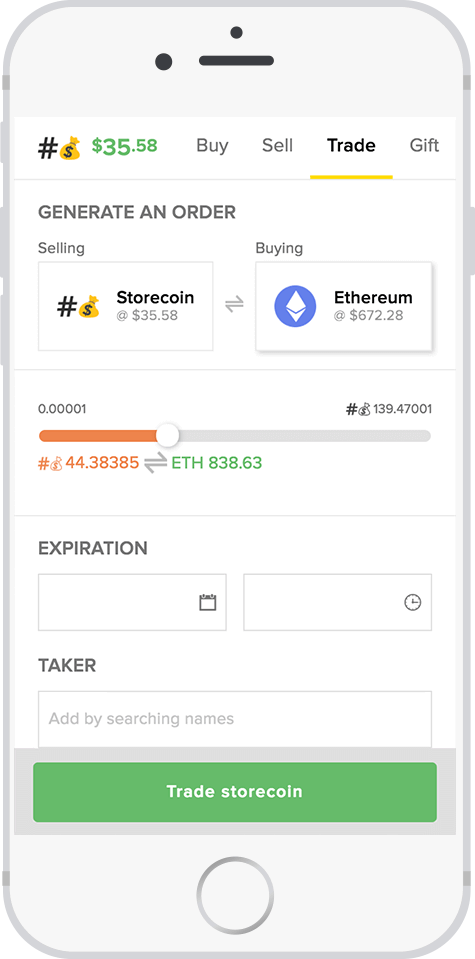 #💰 $35.58 Buy Sell Trade Gift
GENERATE AN ORDER
Selling Buying
#💰 Storecoin
@ $35.58
Ethereum
@ $672.28
0.00001 #💰 139.47001
#💰 44.38385 ETH 838.63
EXPIRATION
TAKER
Add by searching names
Trade storecoin